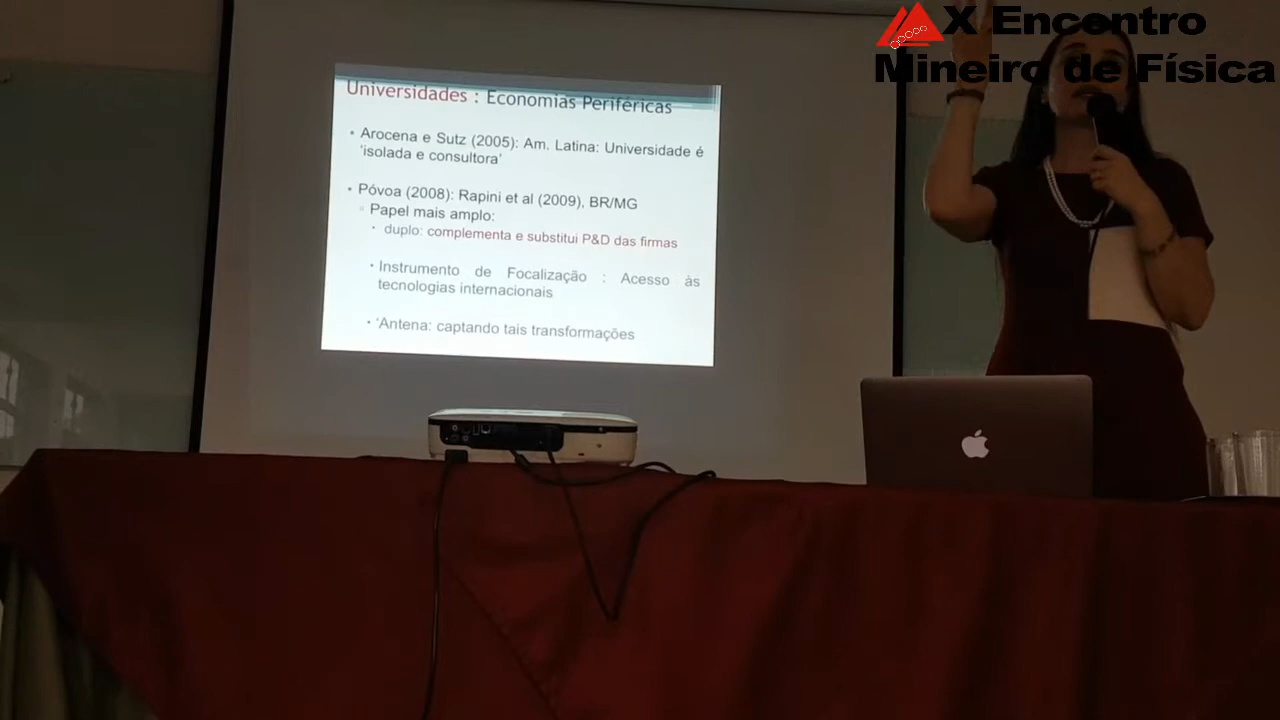 X Encontro
Mineiro de Física
Universidades : Economias Periféricas
• Arocena e Sutz (2005): Am. Latina: Universidade é
'isolada e consultora'
• Póvoa (2008): Rapini et al (2009), BR/MG
Papel mais amplo:
• duplo: complementa e substitui P&D das firmas
• Instrumento de Focalização : Acesso às
tecnologias internacionais
• 'Antena: captando tais transformações